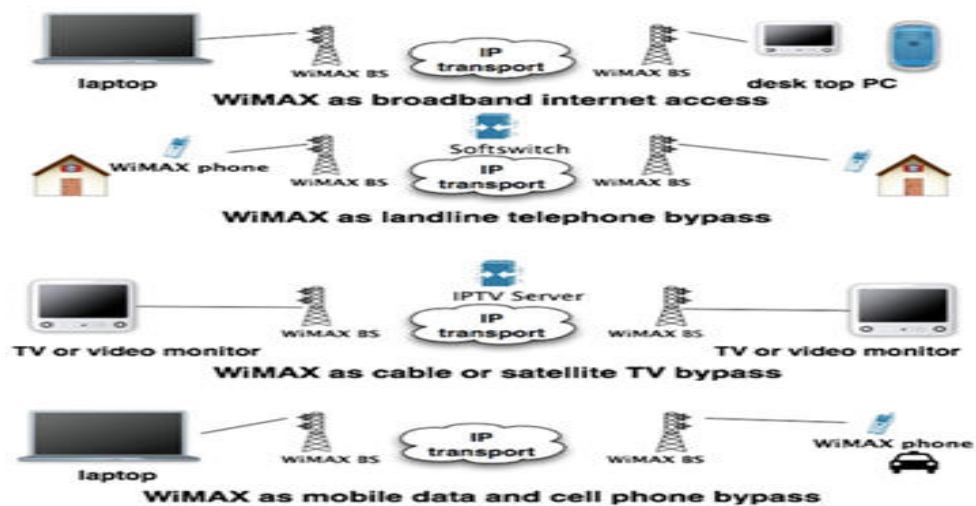 IP
transport
WiMAX BS
WiMAX BS
laptop
desk top PC
WiMAX as broadband internet access
Softswitch
WiMAX phone
IP
transport
WiMAX BS
WiMAX BS
WiMAX as landline telephone bypass
IPTV Server
IP
transport
WiMAX BS
WiMAX BS
TV or video monitor
TV or video monitor
WiMAX as cable or satellite TV bypass
IP
transport
WiMAX BS
WiMAX BS
WiMAX phone
laptop
WiMAX as mobile data and cell phone bypass